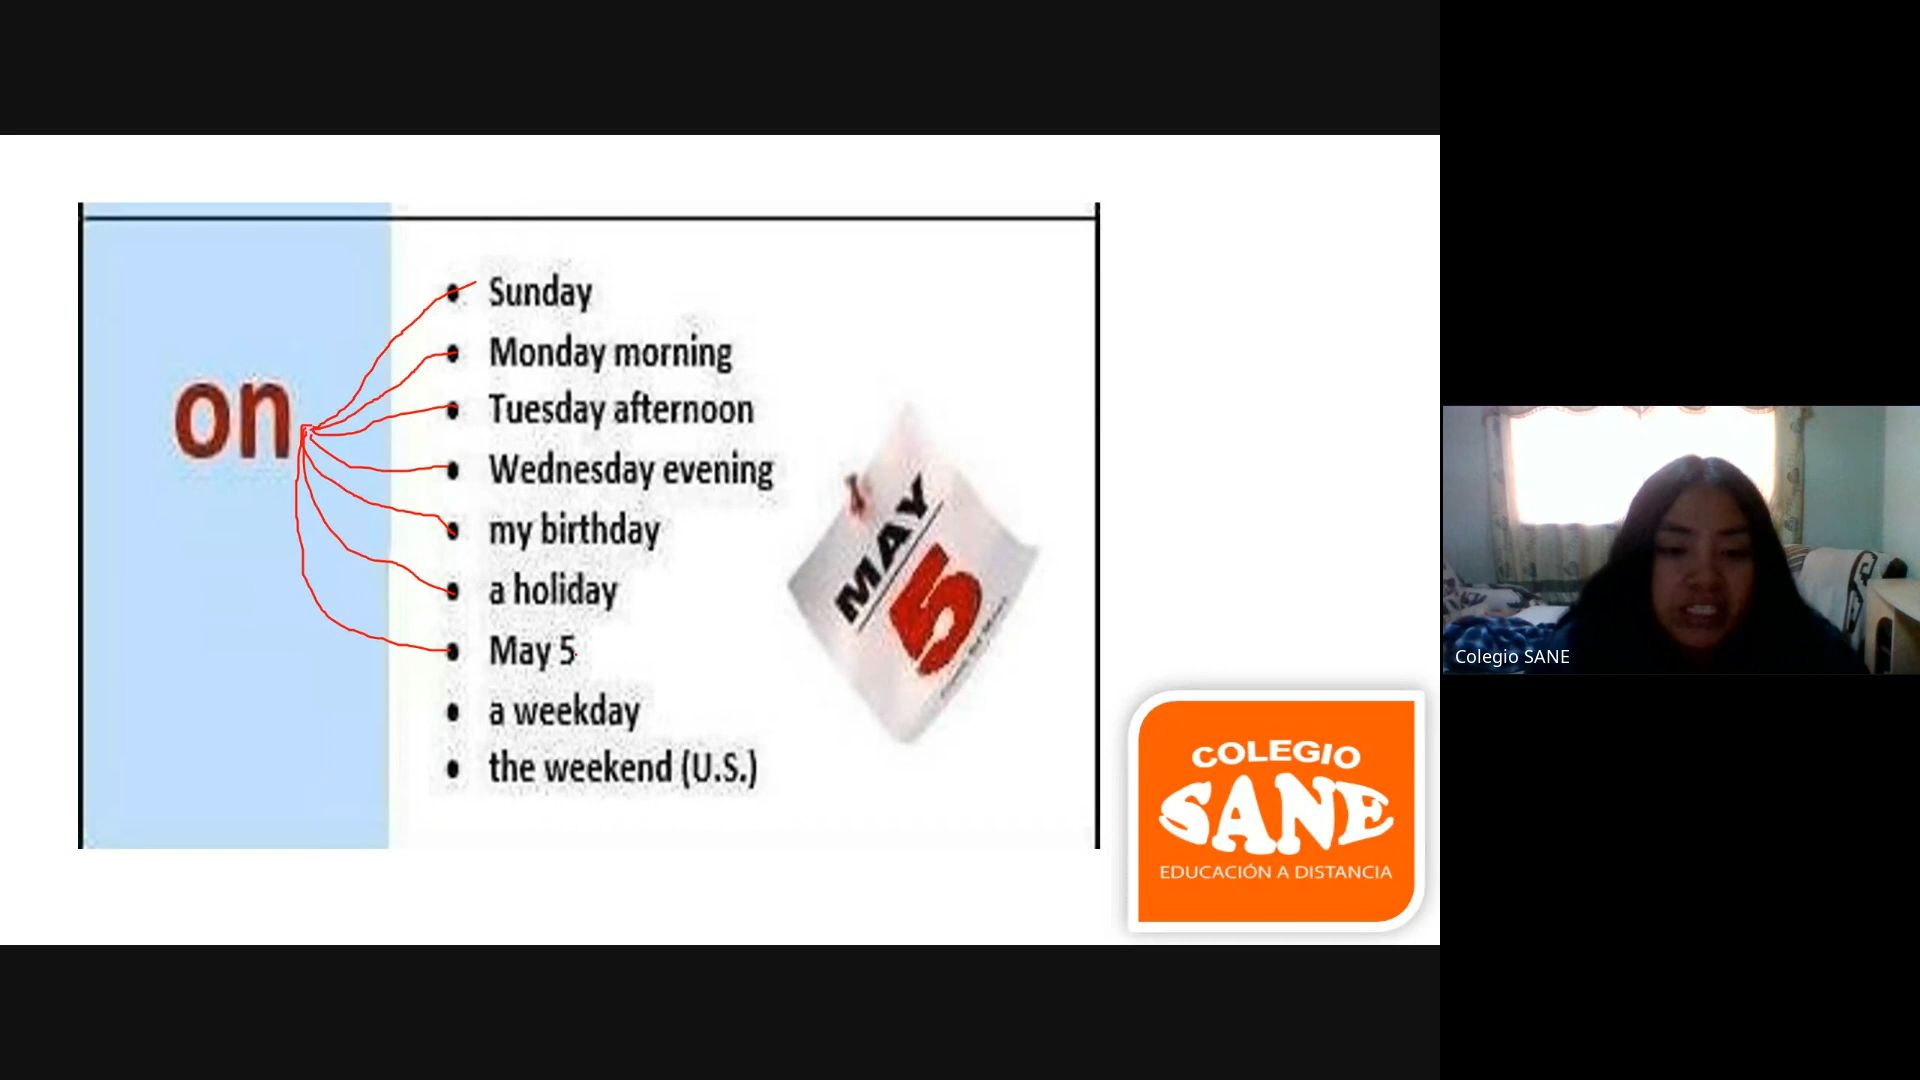 on
• Sunday
• Monday morning
• Tuesday afternoon
• Wednesday evening
• my birthday
• a holiday
• May 5
• a weekday
• the weekend (U.S.)
MAY
5
COLEGIO
SANE
EDUCACIÓN A DISTANCIA
Colegio SANE